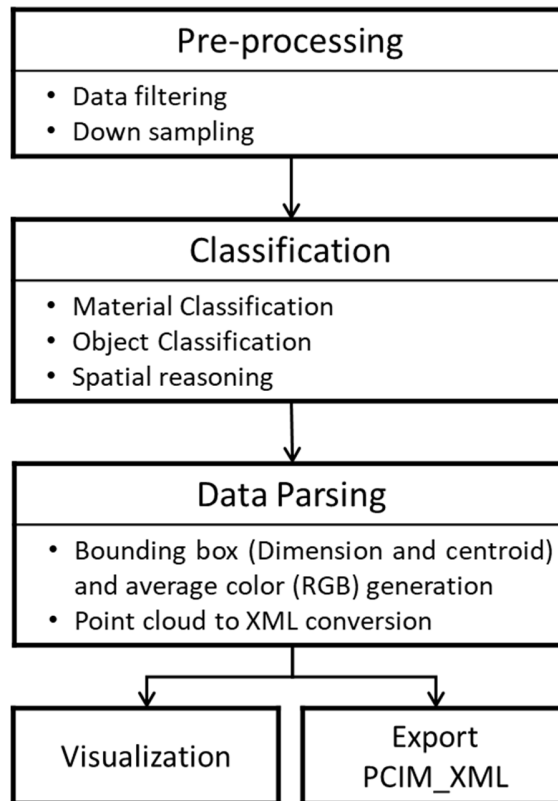 Pre-processing
• Data filtering
• Down sampling
Classification
• Material Classification
• Object Classification
• Spatial reasoning
Data Parsing
• Bounding box (Dimension and centroid)
and average color (RGB) generation
• Point cloud to XML conversion
Visualization
Export
PCIM_XML